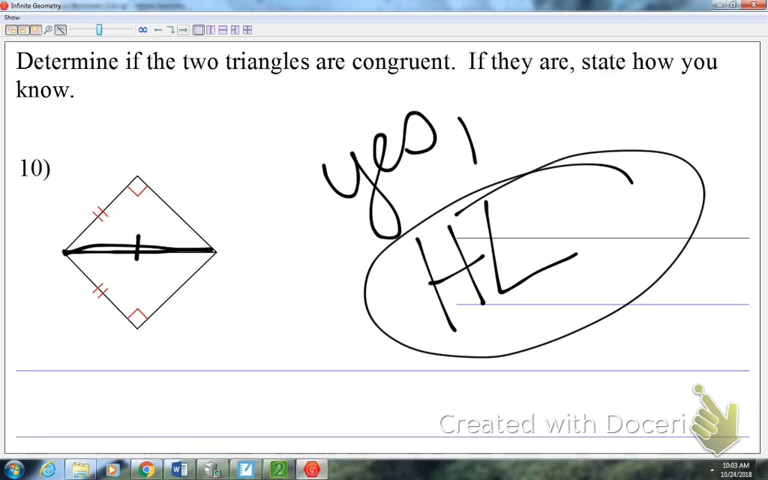 Infinite Geometry
Show
Determine if the two triangles are congruent.  If they are, state how you
know.
yes,
10)
HL
Created with Doceri
10:03 AM
10/24/2018